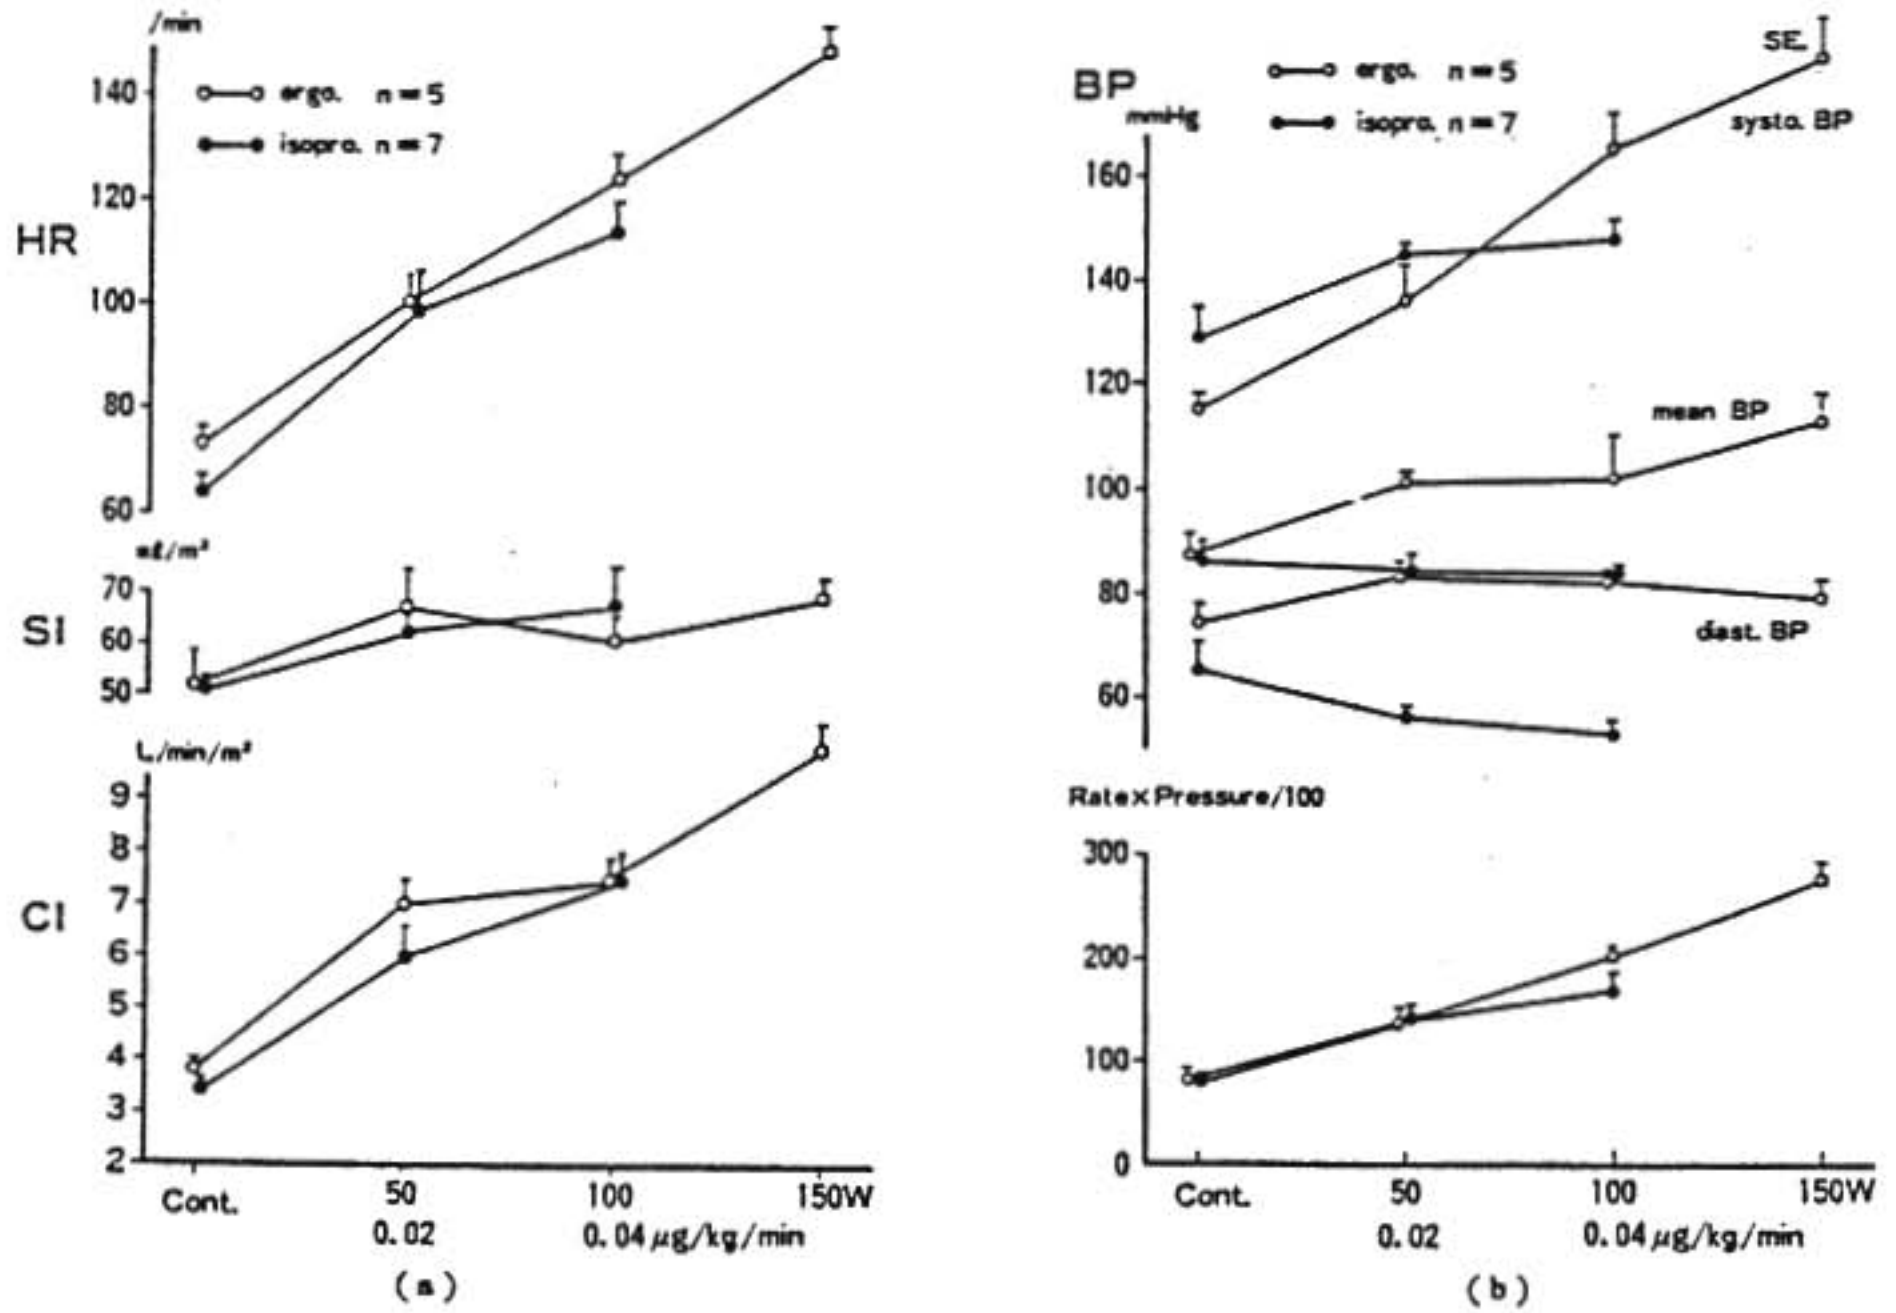 /min
140
ergo. n=5
isopro. n=7
120
HR
100
80
60
ml/m²
70
SI
60
50
L/min/m²
9
8
7
CI
6
5
4
3
2
Cont. 50 100 150W
0.02 0.04 μg/kg/min
(a)
BP
mmHg
ergo. n=5
isopro. n=7
SE.
systo. BP
160
140
120
mean BP
100
80
diast. BP
60
Rate×Pressure/100
300
200
100
0
Cont. 50 100 150W
0.02 0.04 μg/kg/min
(b)